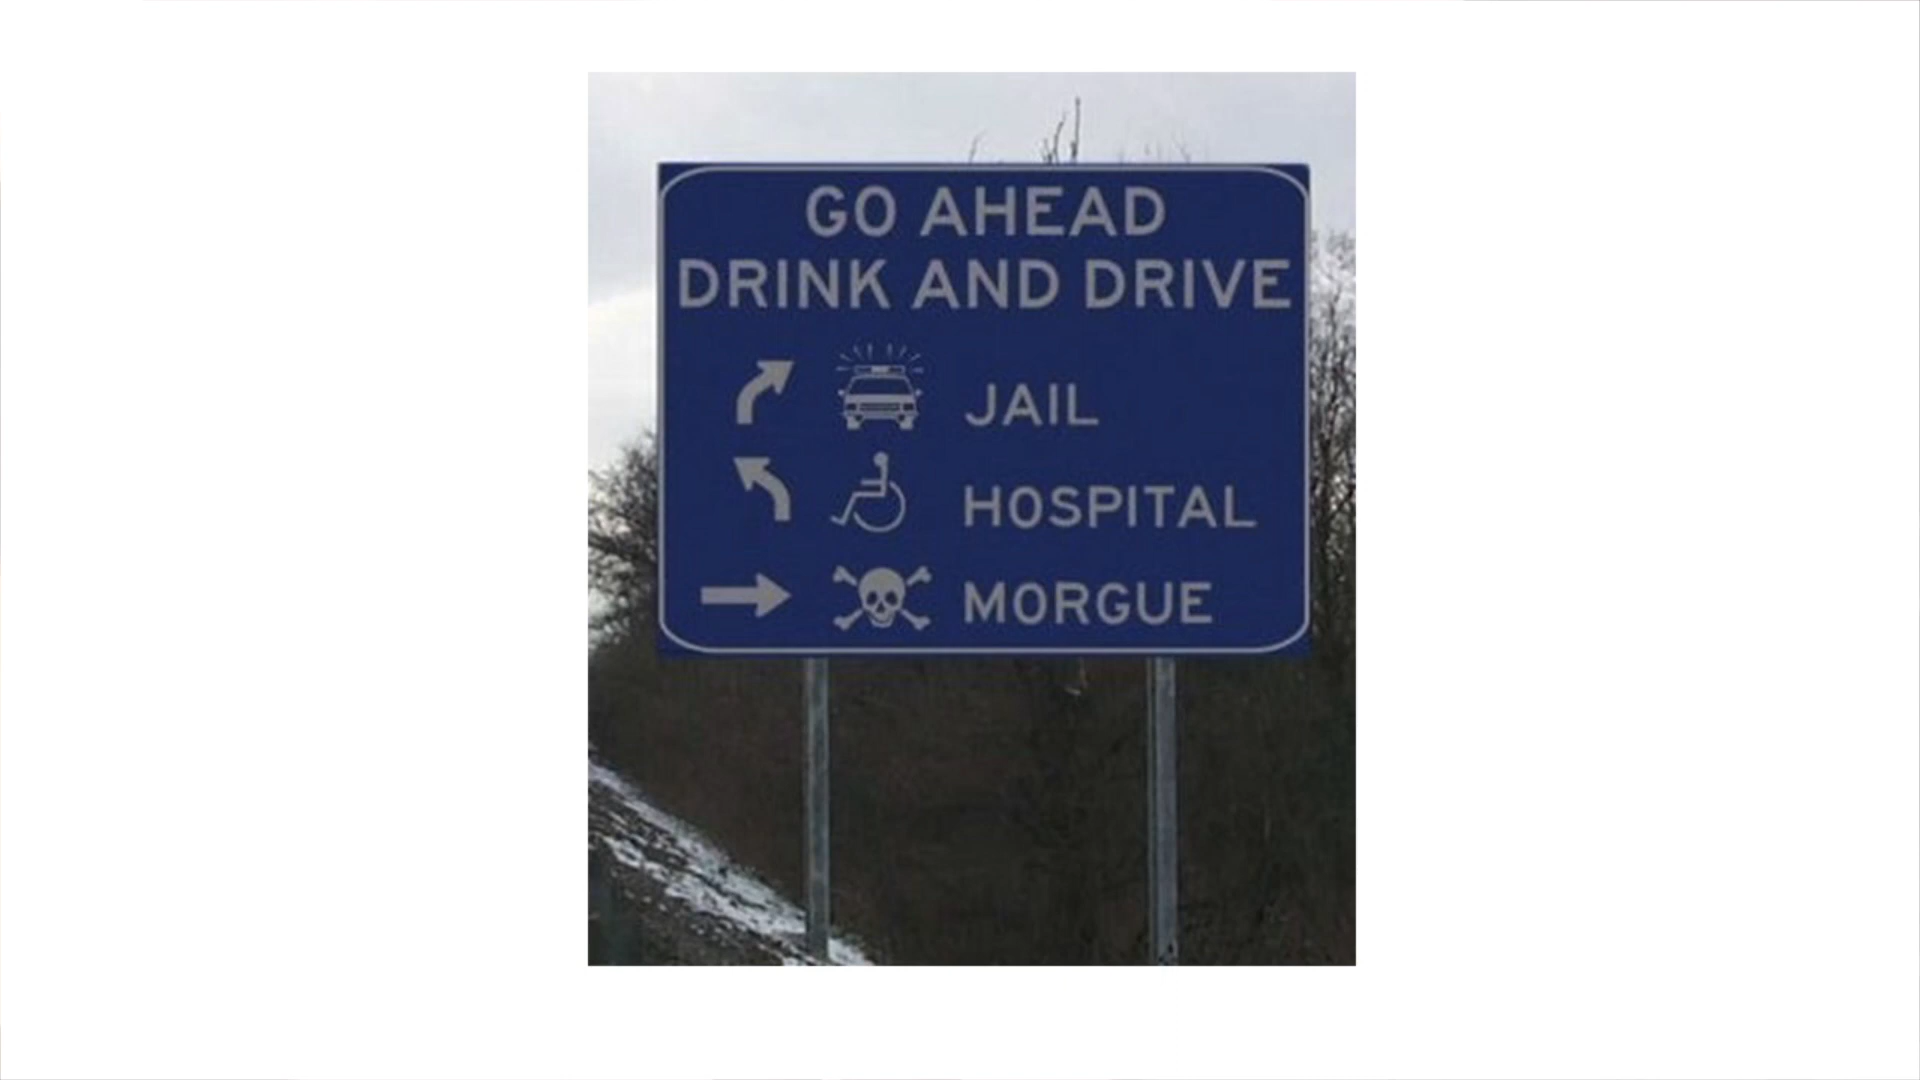 GO AHEAD
DRINK AND DRIVE
JAIL
HOSPITAL
MORGUE